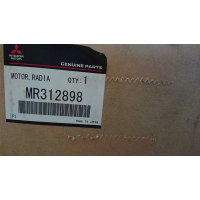 GENUINE PARTS
MOTOR,RADIA QTY:1
MR312898
MADE IN JAPAN